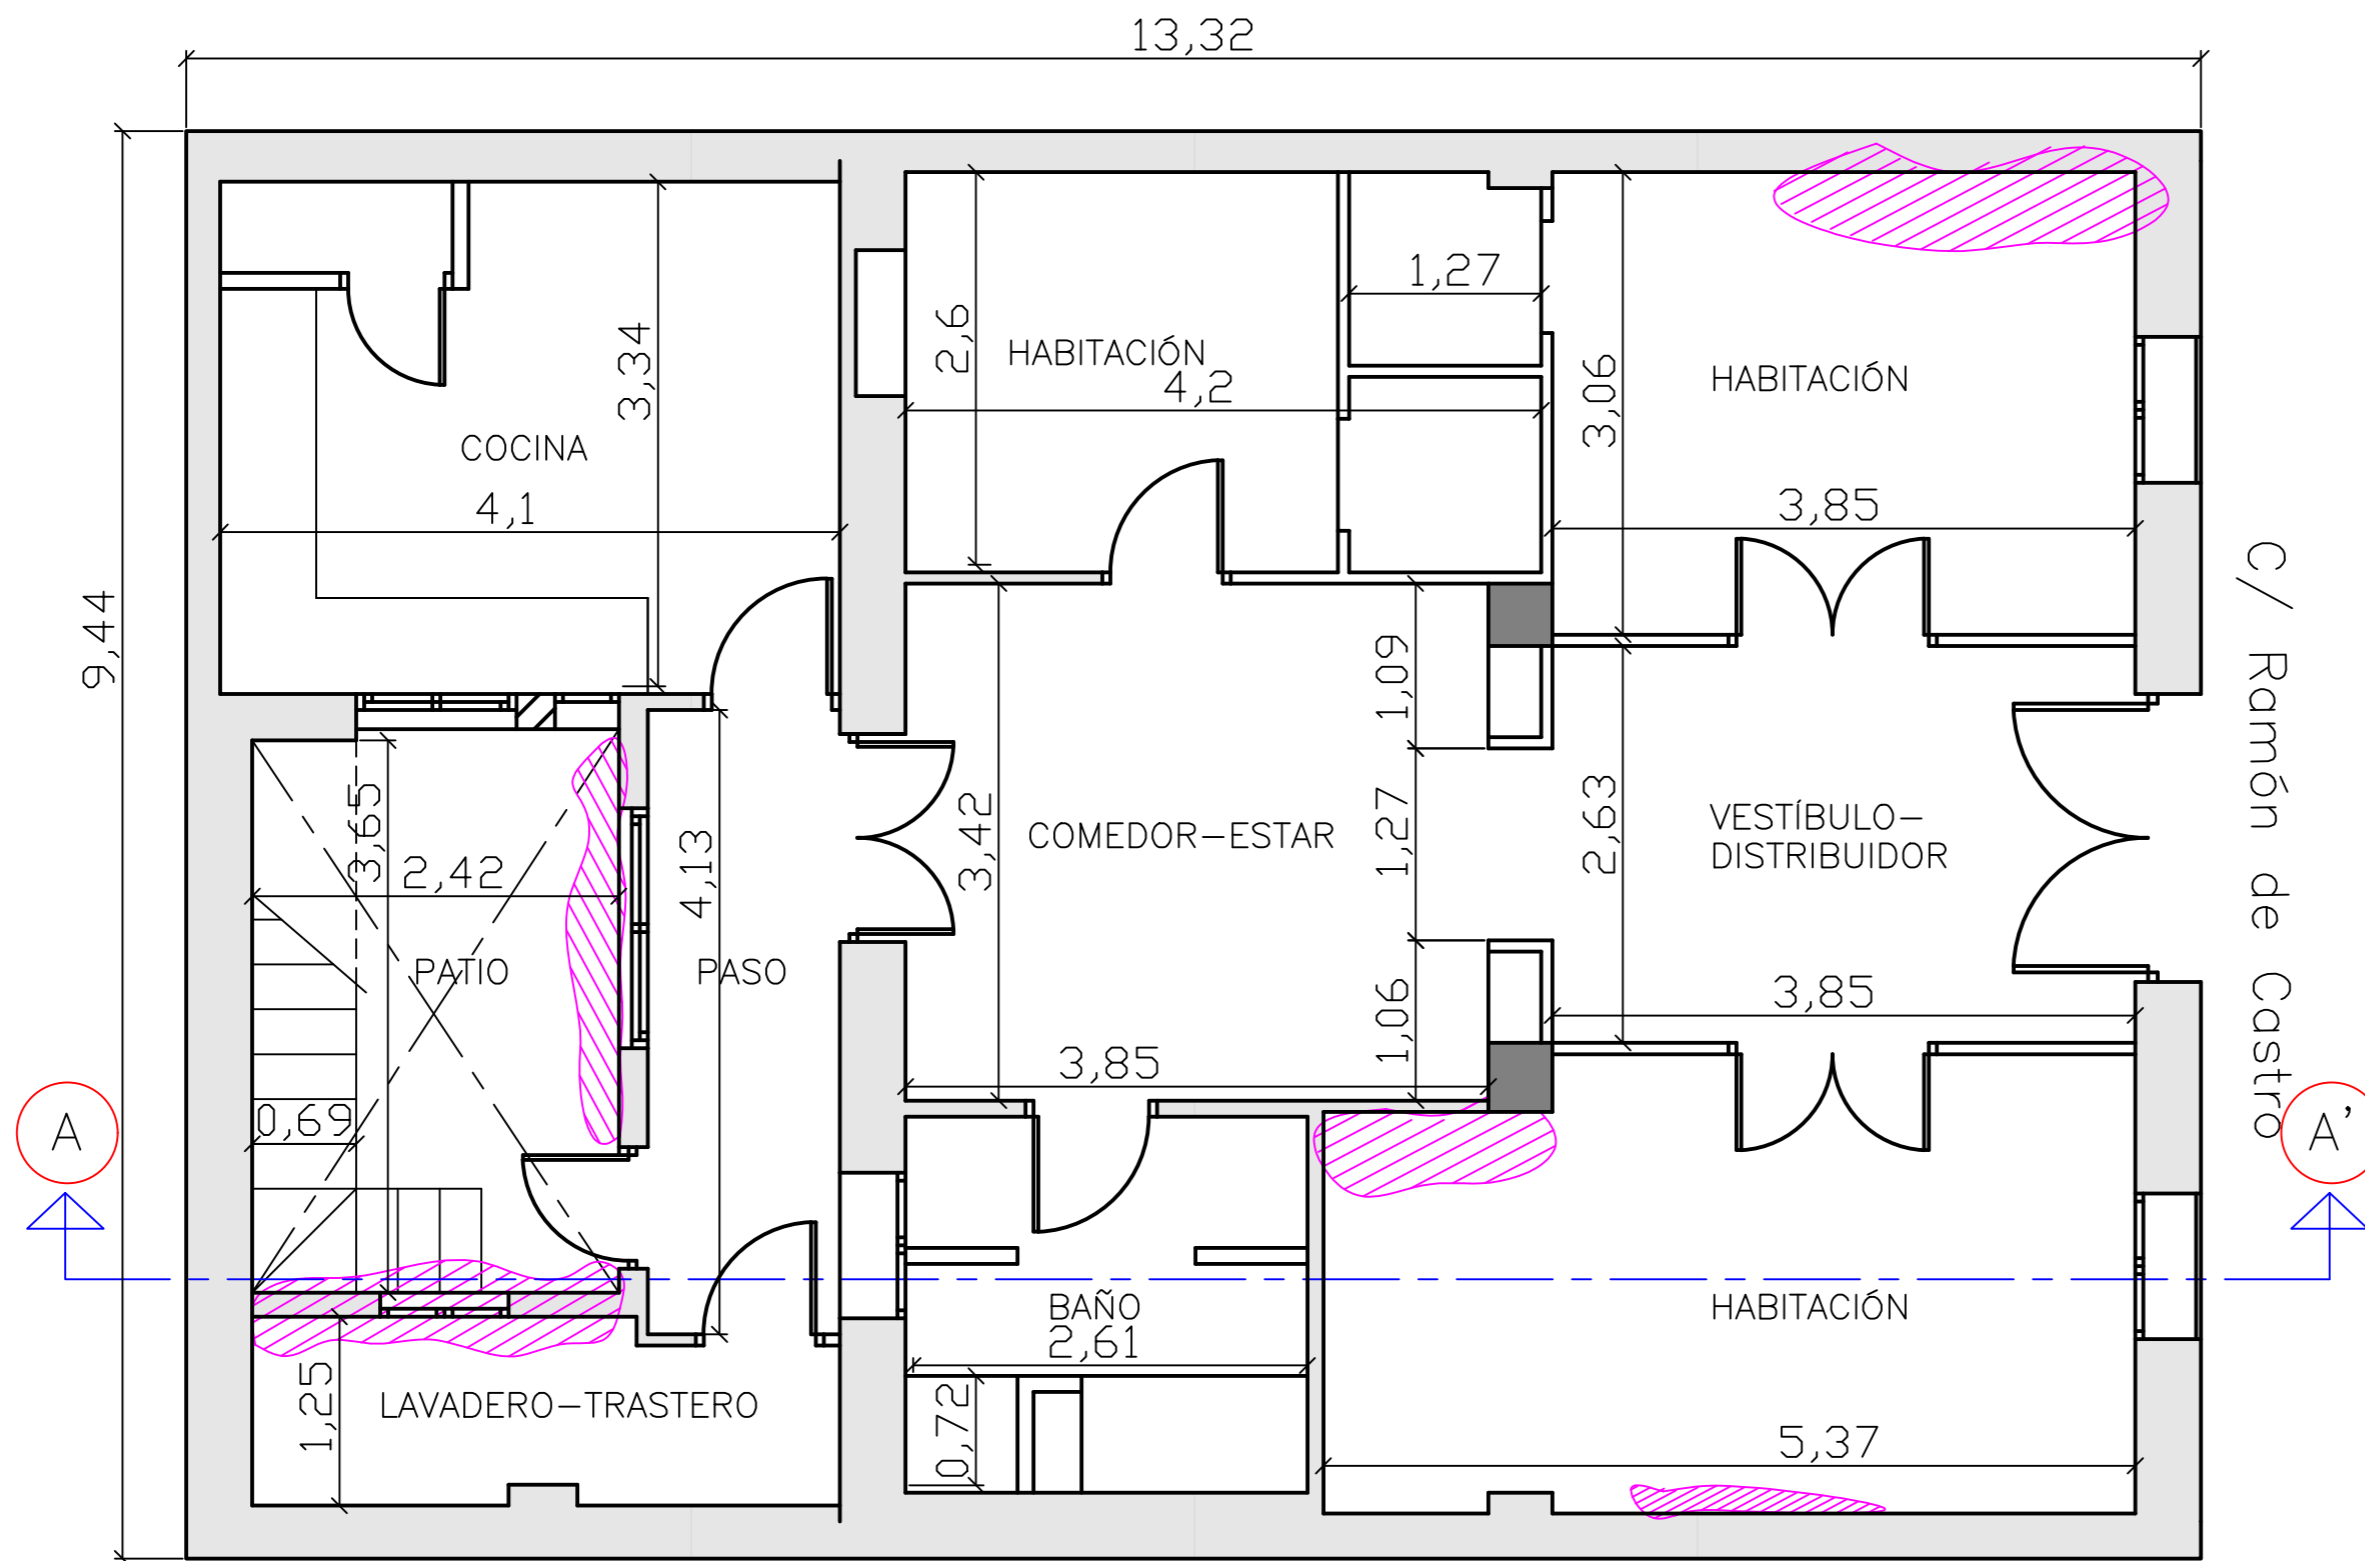 13,32
9,44
3,34
COCINA
4,1
2,6
HABITACIÓN
4,2
1,27
3,06
HABITACIÓN
3,85
C/ Ramón de Castro
3,65
2,42
PATIO
0,69
4,13
PASO
3,42
COMEDOR-ESTAR
3,85
1,09
1,27
1,06
2,63
VESTÍBULO-
DISTRIBUIDOR
3,85
A
A'
BAÑO
2,61
0,72
HABITACIÓN
5,37
1,25
LAVADERO-TRASTERO